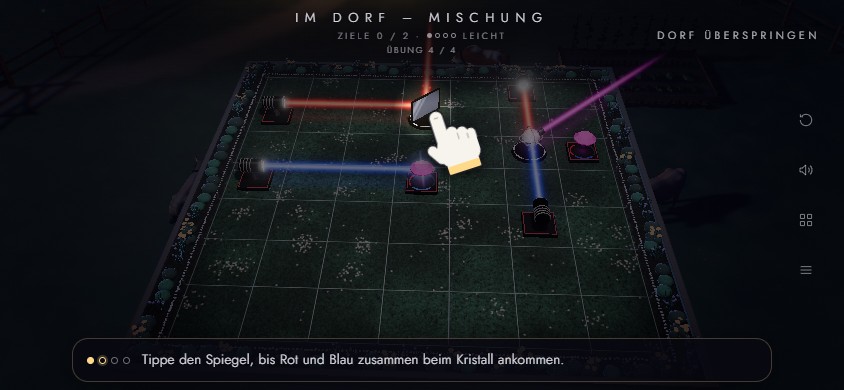 IM DORF – MISCHUNG
ZIELE 0 / 2 · LEICHT
ÜBUNG 4 / 4
DORF ÜBERSPRINGEN
Tippe den Spiegel, bis Rot und Blau zusammen beim Kristall ankommen.